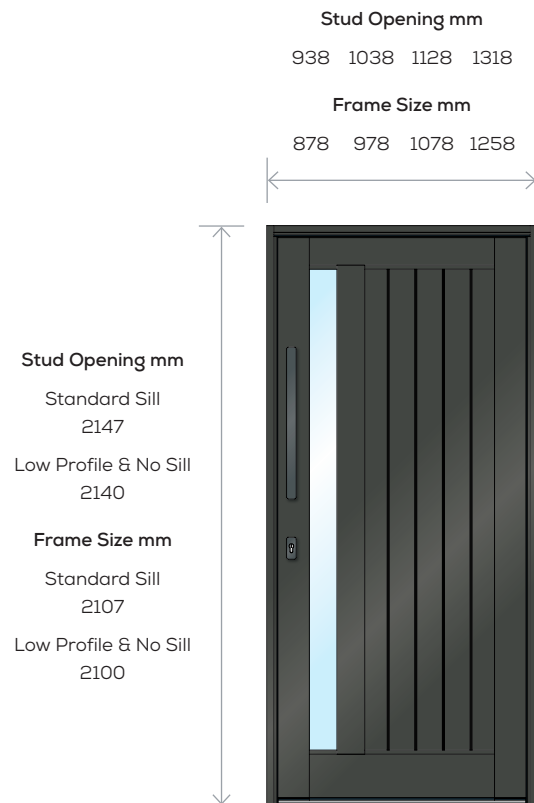 Stud Opening mm
938 1038 1128 1318
Frame Size mm
878 978 1078 1258
Stud Opening mm
Standard Sill
2147
Low Profile & No Sill
2140
Frame Size mm
Standard Sill
2107
Low Profile & No Sill
2100